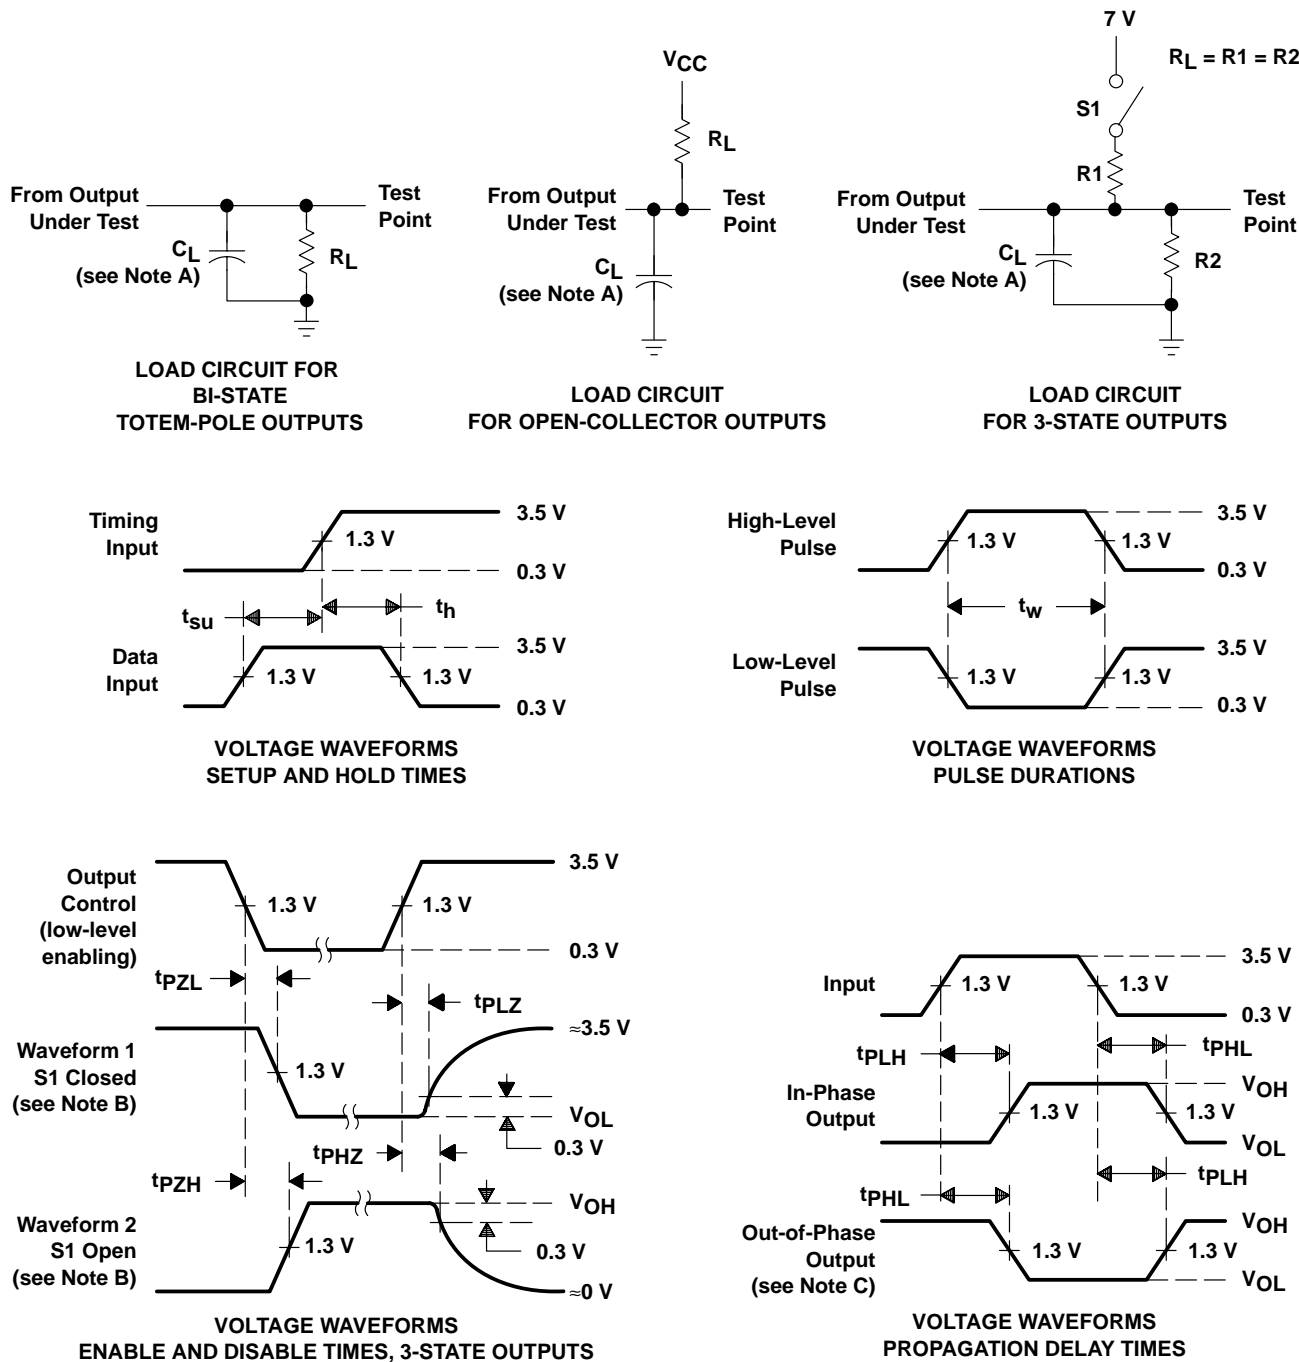 From Output
Under Test
Test
Point
CL
(see Note A)
RL
LOAD CIRCUIT FOR
BI-STATE
TOTEM-POLE OUTPUTS
VCC
RL
From Output
Under Test
Test
Point
CL
(see Note A)
LOAD CIRCUIT
FOR OPEN-COLLECTOR OUTPUTS
7 V
RL = R1 = R2
S1
R1
From Output
Under Test
Test
Point
CL
(see Note A)
R2
LOAD CIRCUIT
FOR 3-STATE OUTPUTS
Timing
Input
3.5 V
1.3 V
0.3 V
tsu
th
Data
Input
3.5 V
1.3 V
1.3 V
0.3 V
VOLTAGE WAVEFORMS
SETUP AND HOLD TIMES
High-Level
Pulse
3.5 V
1.3 V
1.3 V
0.3 V
tw
Low-Level
Pulse
3.5 V
1.3 V
1.3 V
0.3 V
VOLTAGE WAVEFORMS
PULSE DURATIONS
Output
Control
(low-level
enabling)
3.5 V
1.3 V
1.3 V
0.3 V
tPZL
tPLZ
Waveform 1
S1 Closed
(see Note B)
≈3.5 V
1.3 V
VOL
0.3 V
tPHZ
tPZH
Waveform 2
S1 Open
(see Note B)
VOH
1.3 V
0.3 V
≈0 V
VOLTAGE WAVEFORMS
ENABLE AND DISABLE TIMES, 3-STATE OUTPUTS
Input
3.5 V
1.3 V
1.3 V
0.3 V
tPLH
tPHL
In-Phase
Output
VOH
1.3 V
1.3 V
VOL
tPHL
tPLH
Out-of-Phase
Output
(see Note C)
VOH
1.3 V
1.3 V
VOL
VOLTAGE WAVEFORMS
PROPAGATION DELAY TIMES